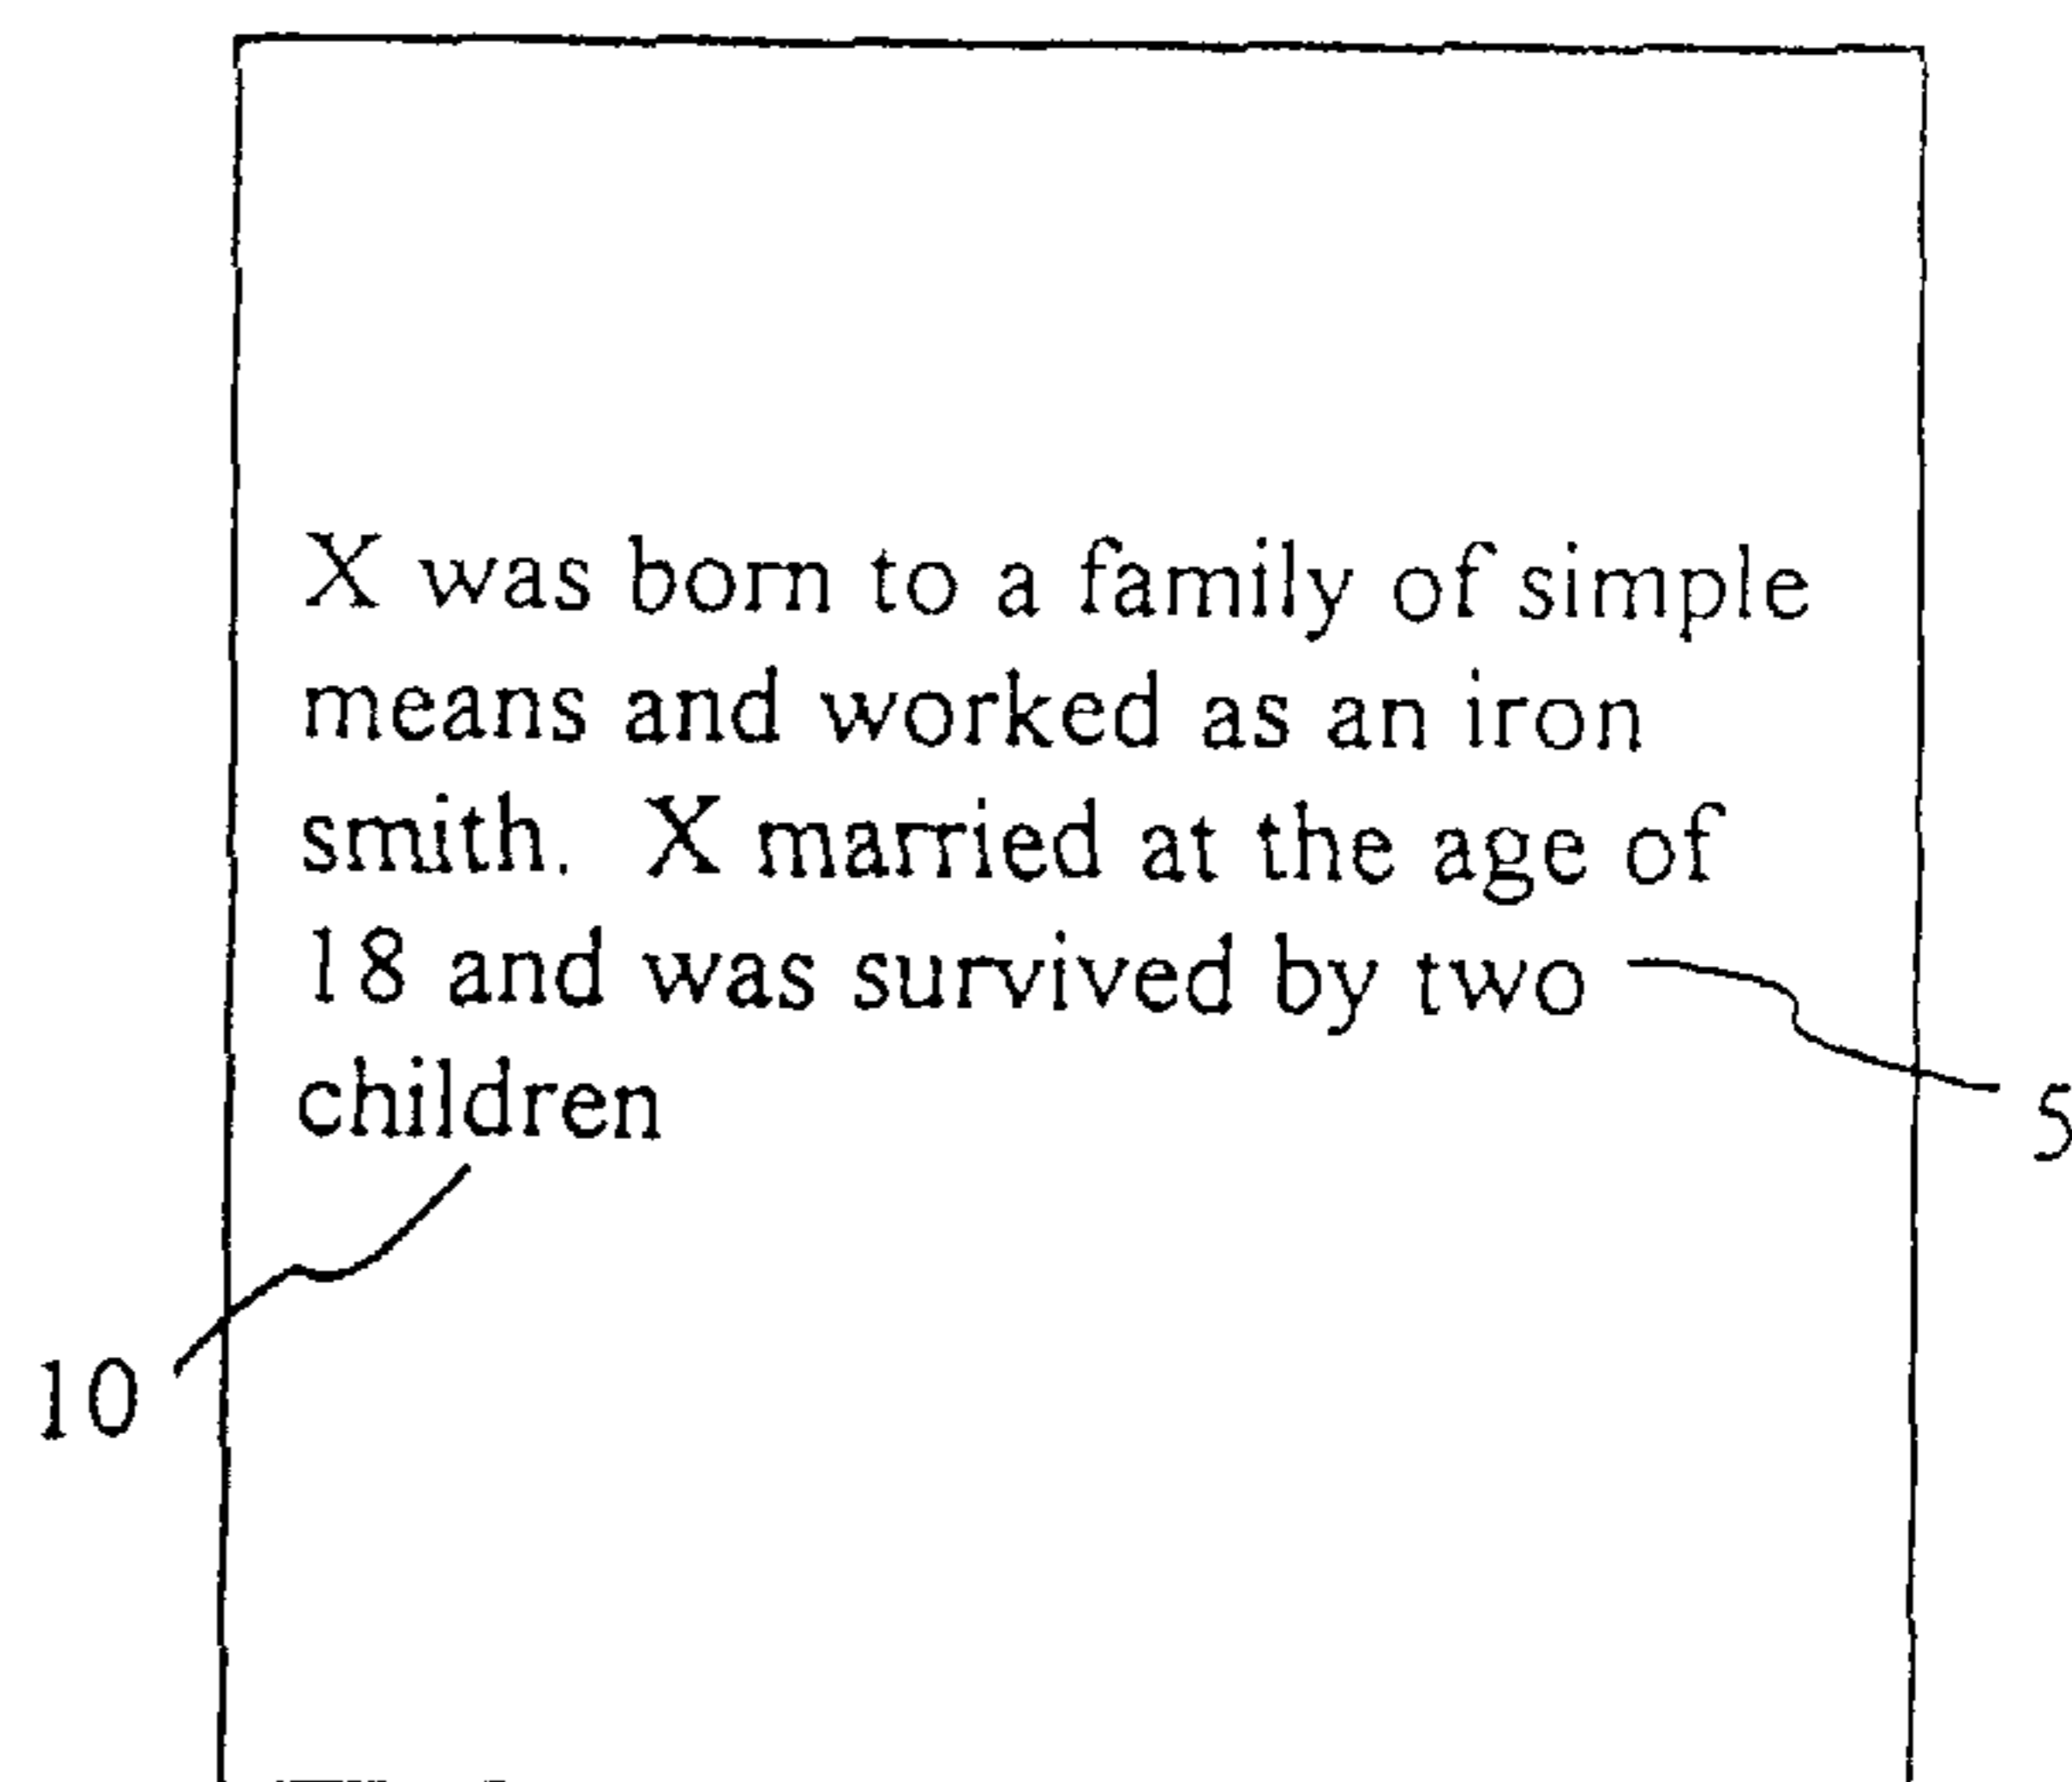 X was born to a family of simple
means and worked as an iron
smith. X married at the age of
18 and was survived by two
children
5
10